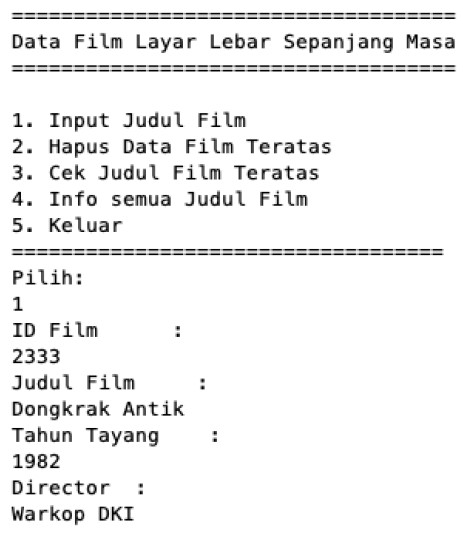 ====================================
Data Film Layar Lebar Sepanjang Masa
====================================
1. Input Judul Film
2. Hapus Data Film Teratas
3. Cek Judul Film Teratas
4. Info semua Judul Film
5. Keluar
===================================
Pilih:
1
ID Film      :
2333
Judul Film     :
Dongkrak Antik
Tahun Tayang    :
1982
Director  :
Warkop DKI